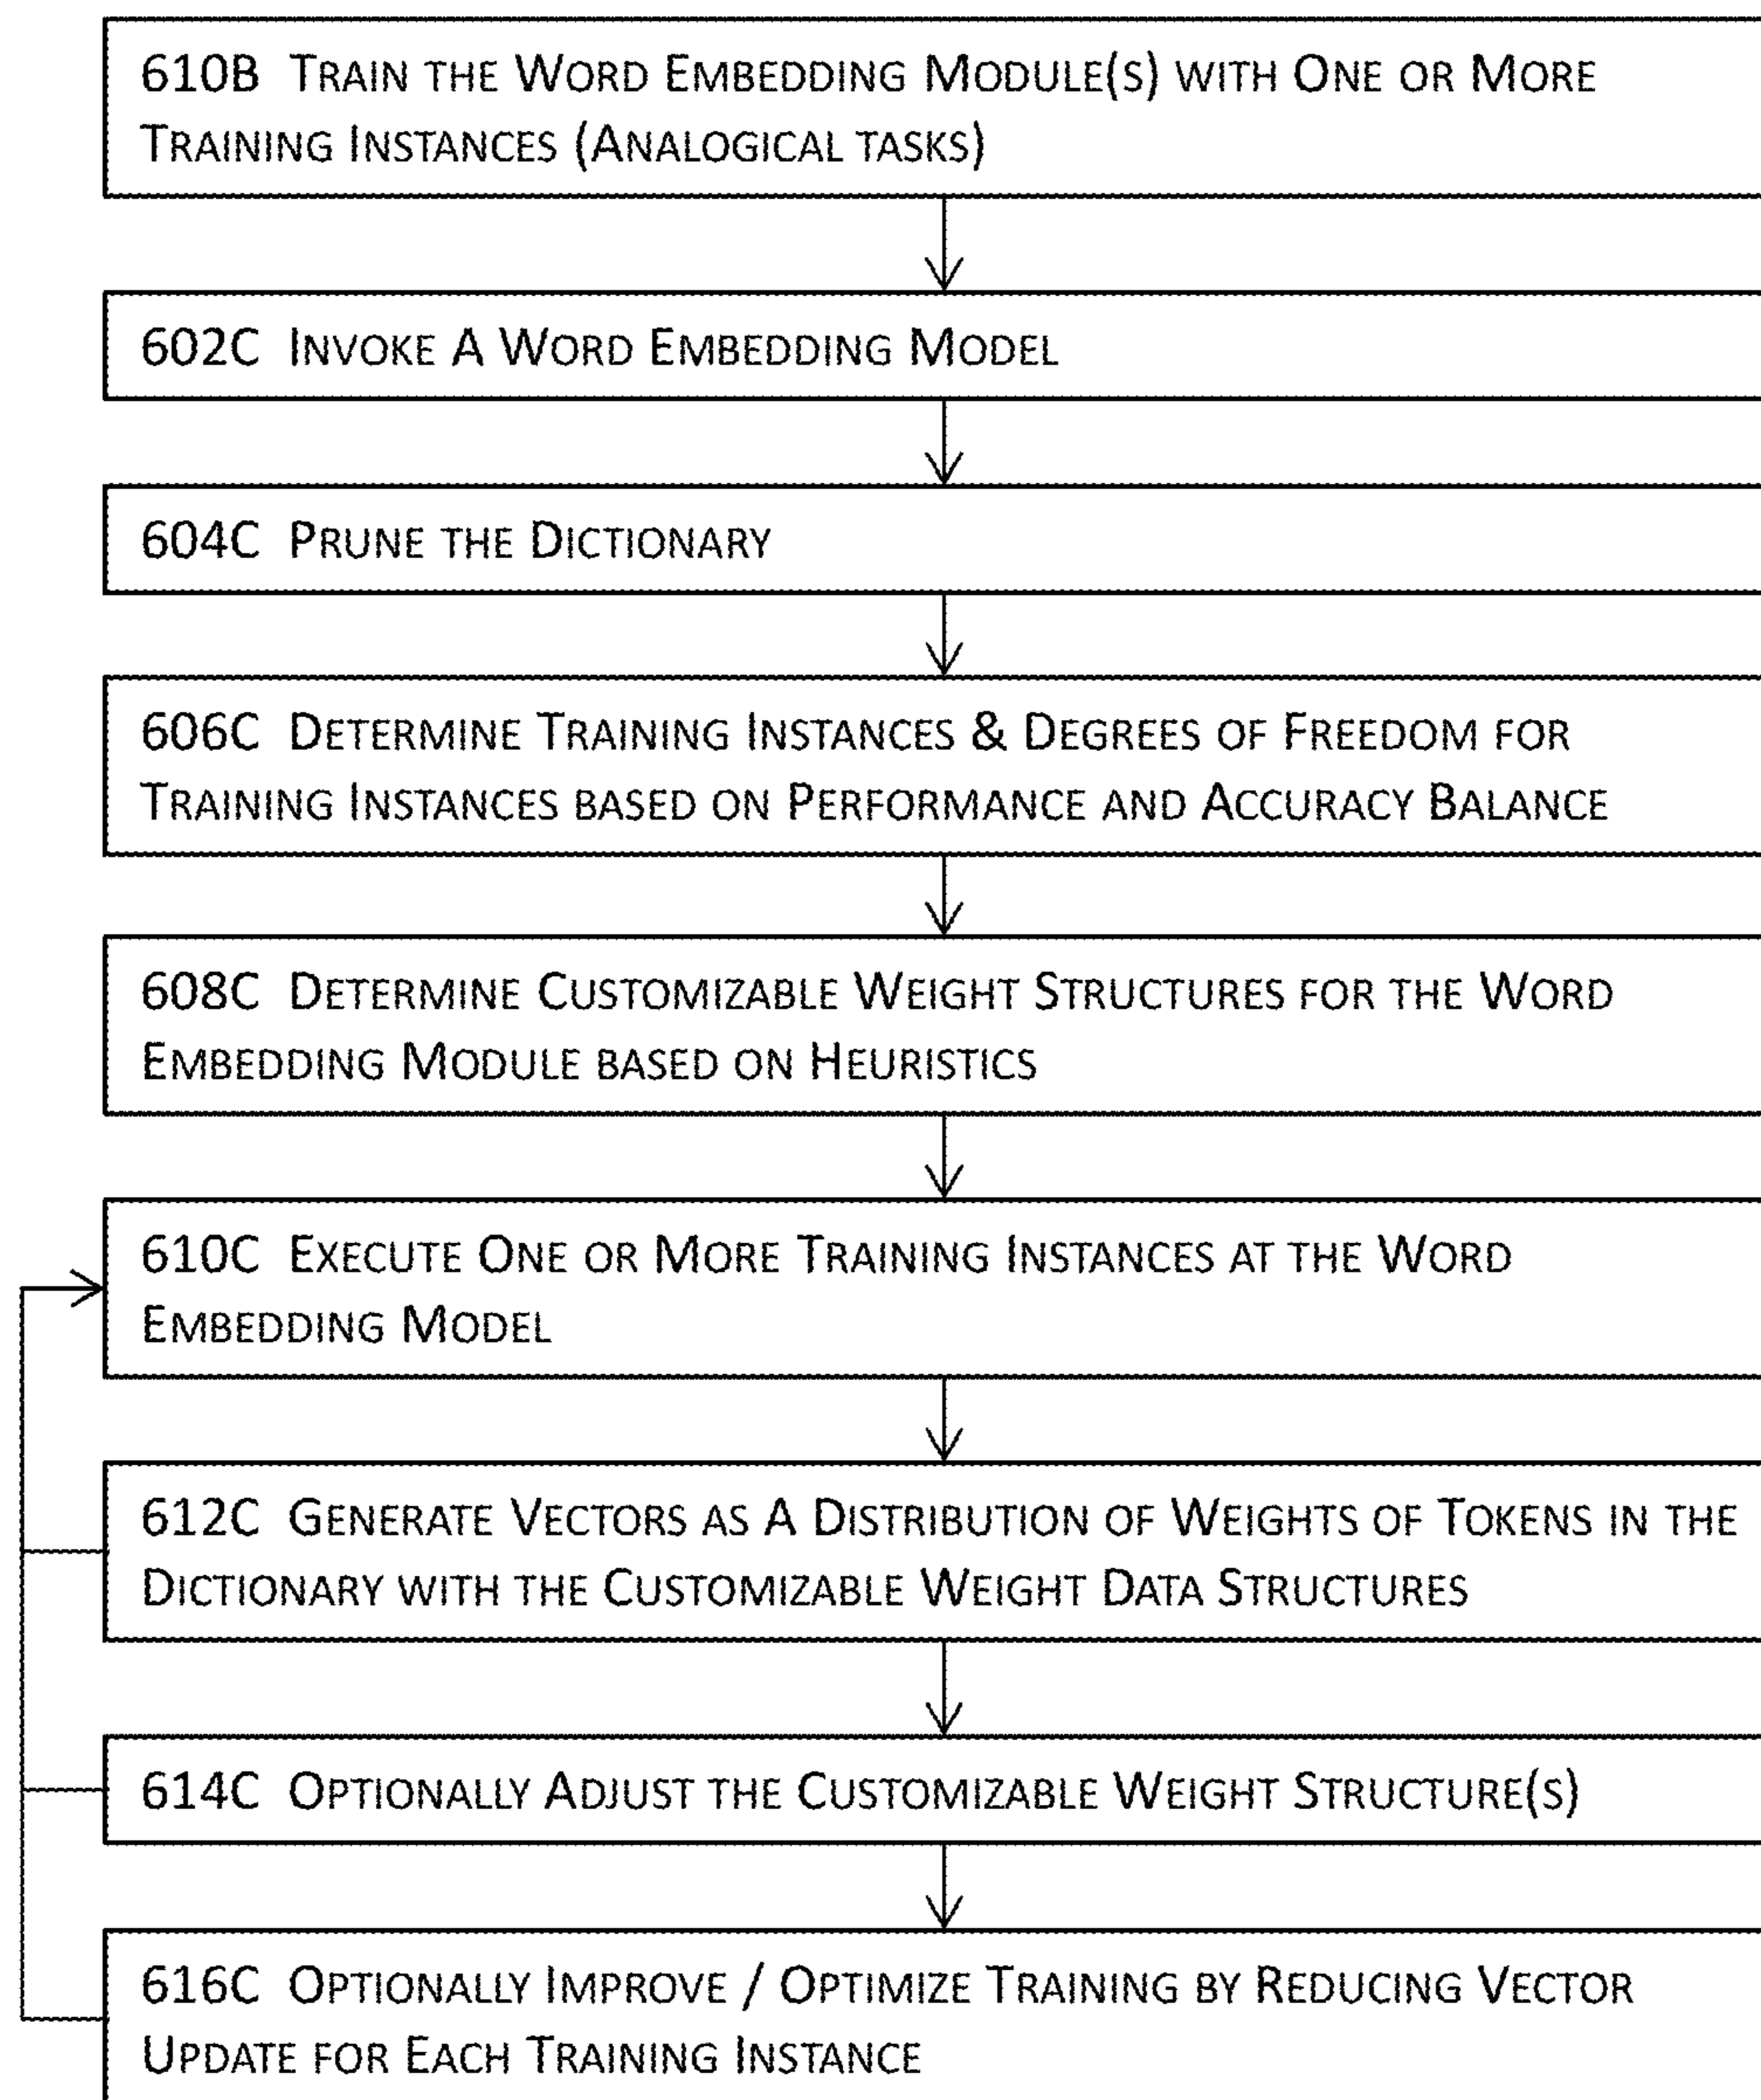 610B Train the Word Embedding Module(s) with One or More
Training Instances (Analogical tasks)
602C Invoke A Word Embedding Model
604C Prune the Dictionary
606C Determine Training Instances & Degrees of Freedom for
Training Instances based on Performance and Accuracy Balance
608C Determine Customizable Weight Structures for the Word
Embedding Module based on Heuristics
610C Execute One or More Training Instances at the Word
Embedding Model
612C Generate Vectors as A Distribution of Weights of Tokens in the
Dictionary with the Customizable Weight Data Structures
614C Optionally Adjust the Customizable Weight Structure(s)
616C Optionally Improve / Optimize Training by Reducing Vector
Update for Each Training Instance